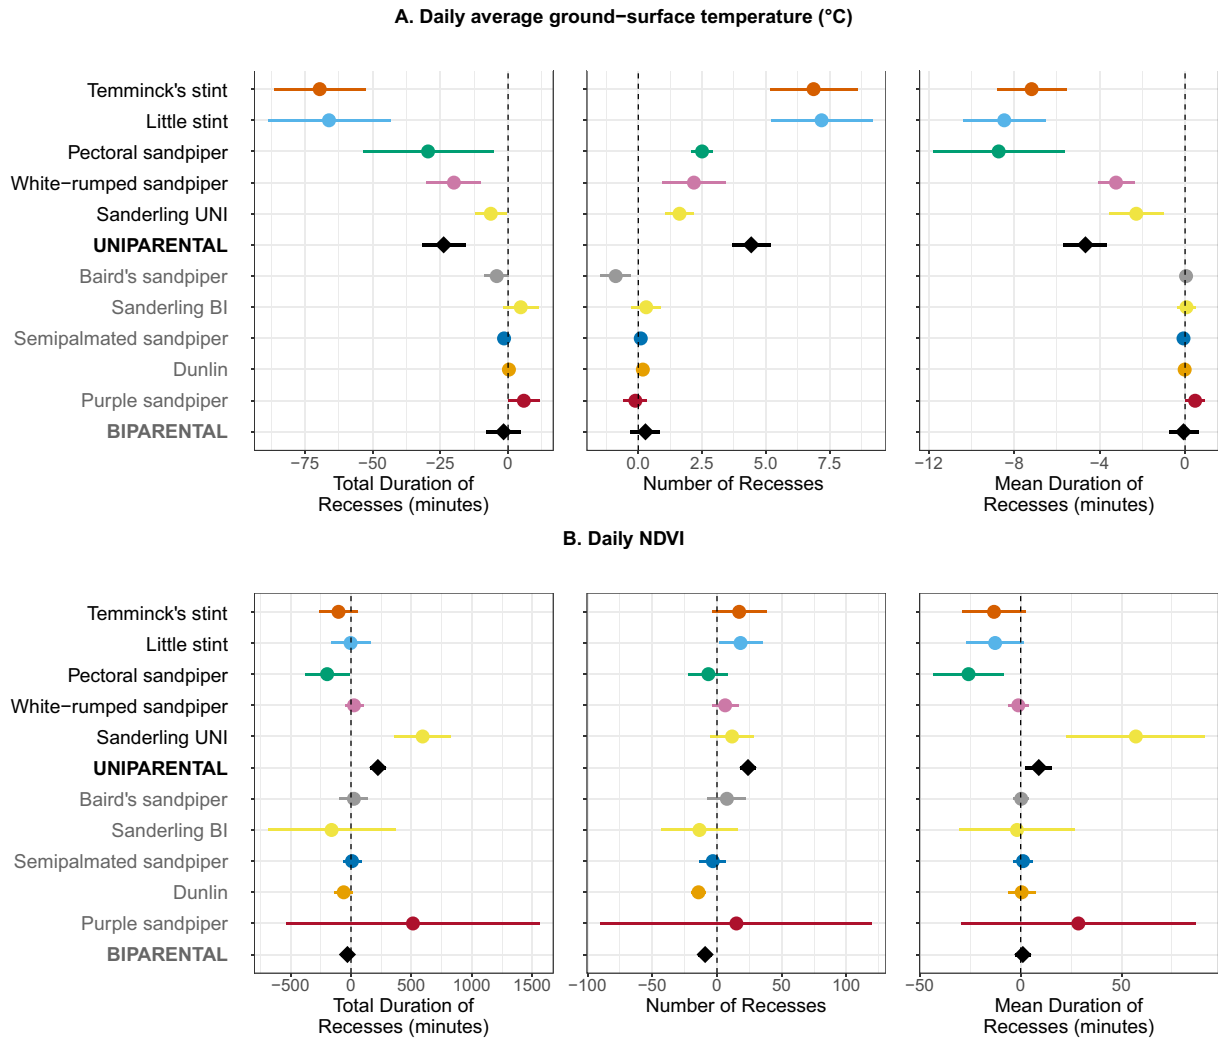 A. Daily average ground−surface temperature (°C)
Temminck's stint
Little stint
Pectoral sandpiper
White−rumped sandpiper
Sanderling UNI
UNIPARENTAL
Baird's sandpiper
Sanderling BI
Semipalmated sandpiper
Dunlin
Purple sandpiper
BIPARENTAL
−75 −50 −25 0
Total Duration of
Recesses (minutes)
0.0 2.5 5.0 7.5
Number of Recesses
−12 −8 −4 0
Mean Duration of
Recesses (minutes)
B. Daily NDVI
Temminck's stint
Little stint
Pectoral sandpiper
White−rumped sandpiper
Sanderling UNI
UNIPARENTAL
Baird's sandpiper
Sanderling BI
Semipalmated sandpiper
Dunlin
Purple sandpiper
BIPARENTAL
−500 0 500 1000 1500
Total Duration of
Recesses (minutes)
−100 −50 0 50 100
Number of Recesses
−50 0 50
Mean Duration of
Recesses (minutes)